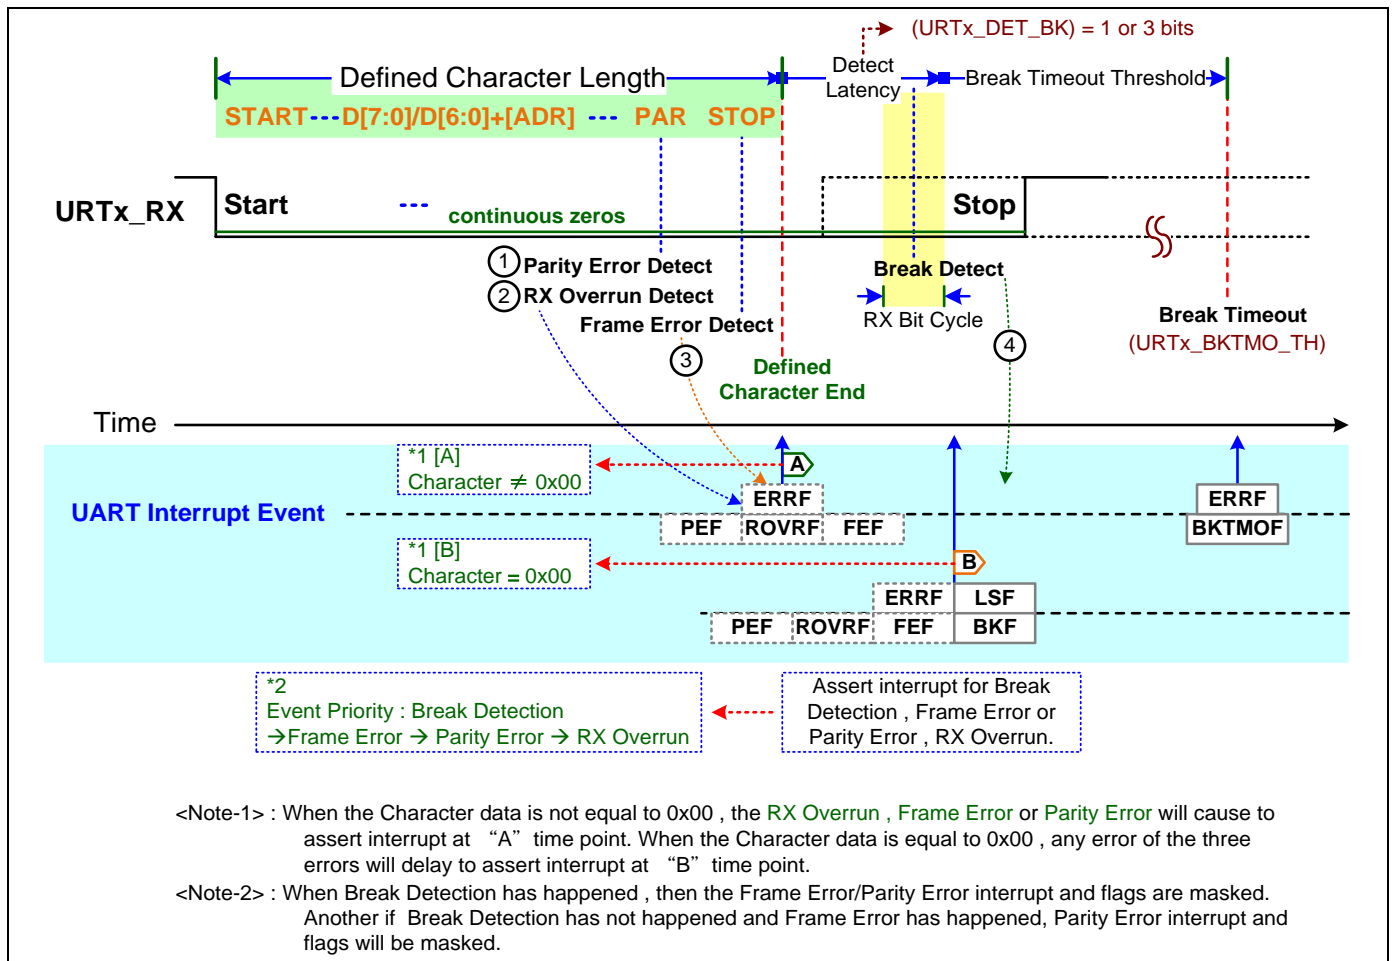 (URTx_DET_BK) = 1 or 3 bits
Defined Character Length
Detect
Latency
Break Timeout Threshold
START
D[7:0]/D[6:0]+[ADR]
PAR
STOP
URTx_RX
Start
continuous zeros
Stop
1 Parity Error Detect
2 RX Overrun Detect
Frame Error Detect
3
Break Detect
RX Bit Cycle
4
Break Timeout
(URTx_BKTMO_TH)
Defined
Character End
Time
*1 [A]
Character ≠ 0x00
A
UART Interrupt Event
ERRF
PEF ROVRF FEF
ERRF
BKTMOF
*1 [B]
Character = 0x00
B
ERRF LSF
PEF ROVRF FEF BKF
*2
Event Priority : Break Detection
→Frame Error → Parity Error → RX Overrun
Assert interrupt for Break
Detection , Frame Error or
Parity Error , RX Overrun.
<Note-1> : When the Character data is not equal to 0x00 , the RX Overrun , Frame Error or Parity Error will cause to
assert interrupt at “A” time point. When the Character data is equal to 0x00 , any error of the three
errors will delay to assert interrupt at “B” time point.
<Note-2> : When Break Detection has happened , then the Frame Error/Parity Error interrupt and flags are masked.
Another if Break Detection has not happened and Frame Error has happened, Parity Error interrupt and
flags will be masked.